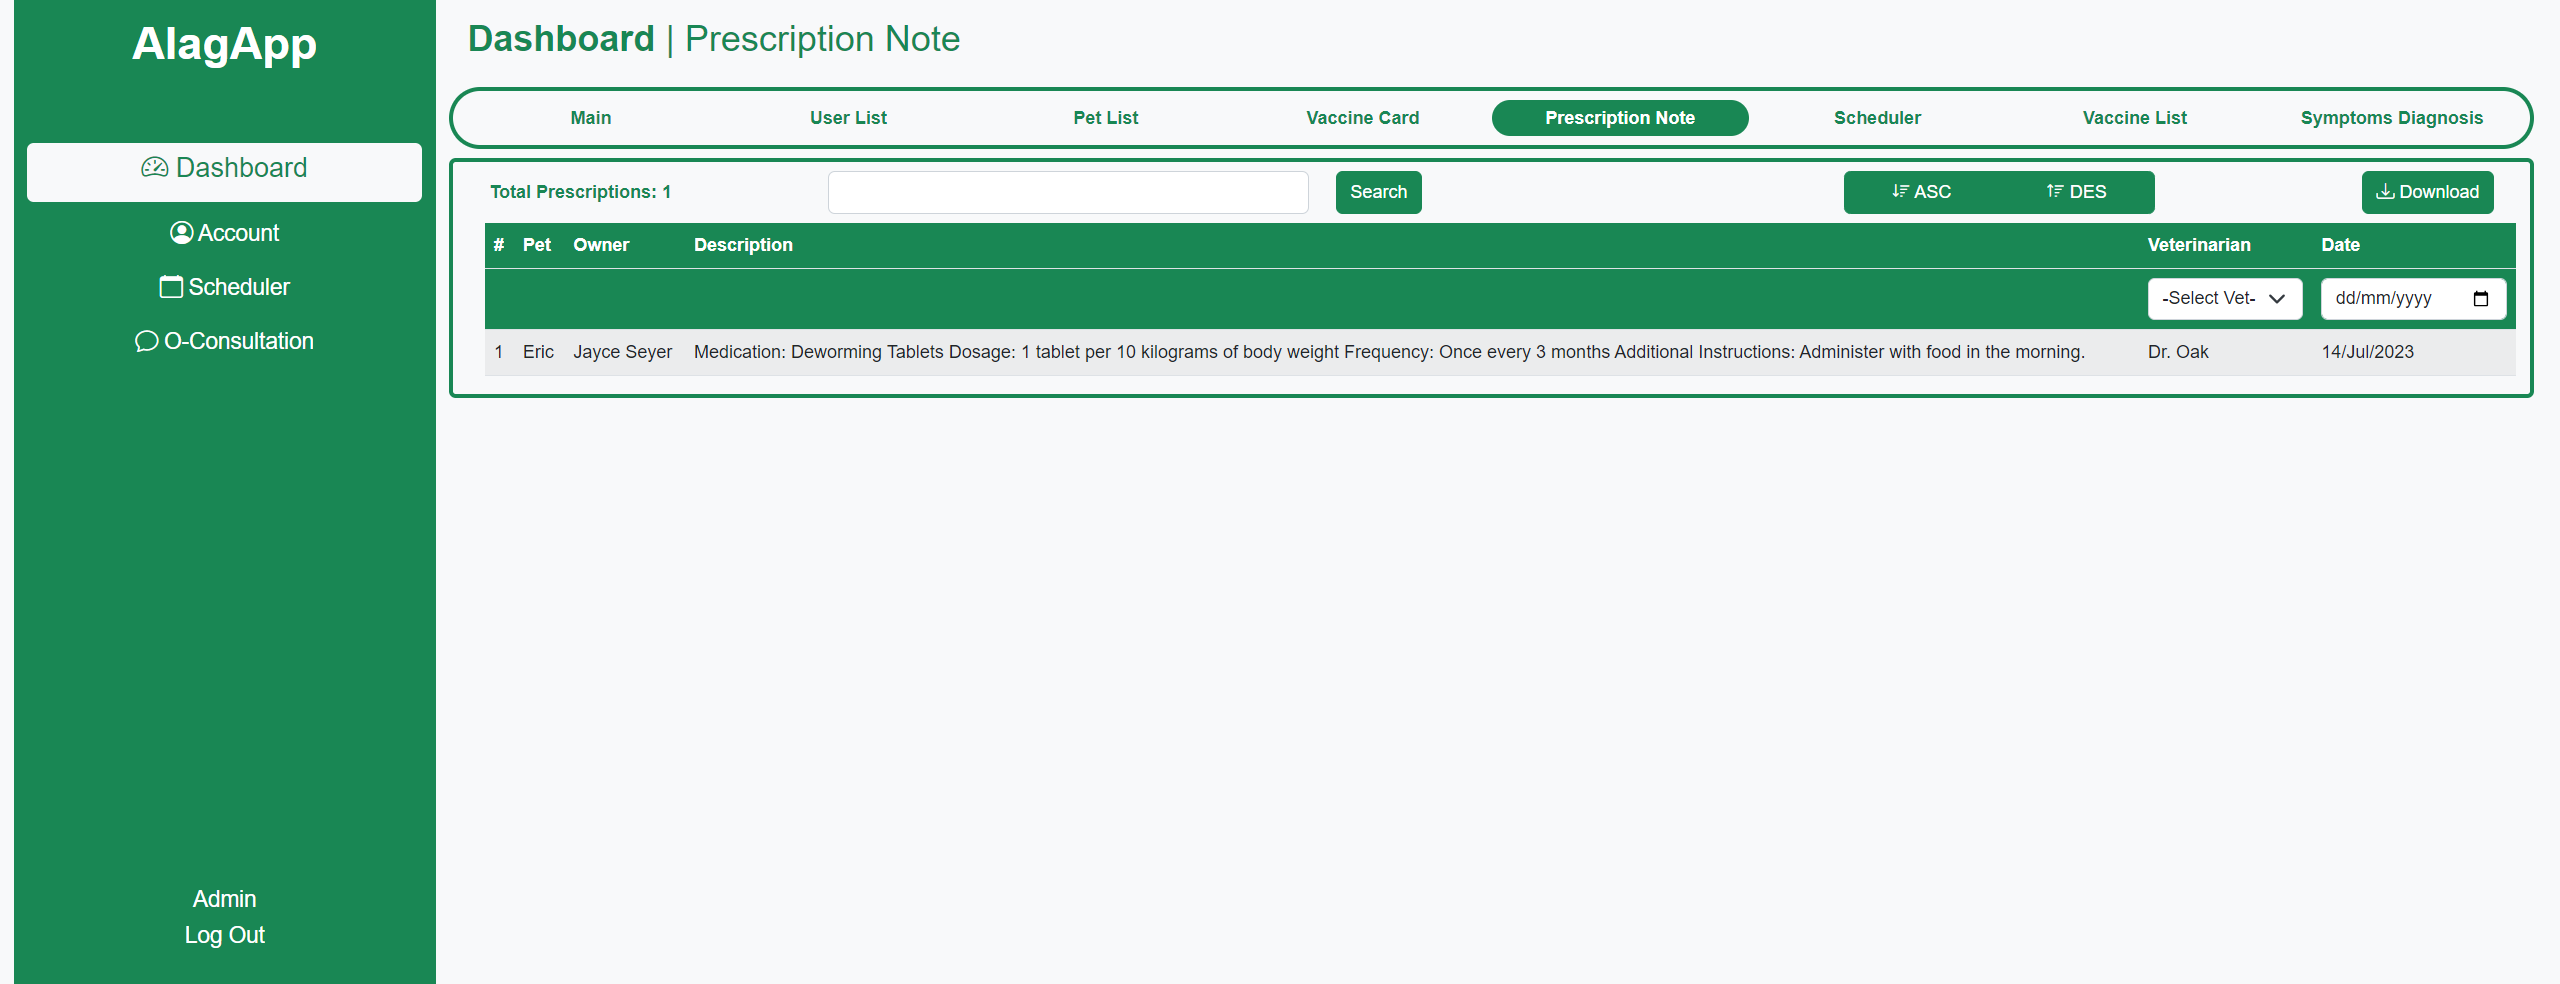 AlagApp
Dashboard
Account
Scheduler
O-Consultation
Admin
Log Out
Dashboard | Prescription Note
Main User List Pet List Vaccine Card Prescription Note Scheduler Vaccine List Symptoms Diagnosis
Total Prescriptions: 1 Search ASC DES Download
# Pet Owner Description Veterinarian Date
-Select Vet- dd/mm/yyyy
1 Eric Jayce Seyer Medication: Deworming Tablets Dosage: 1 tablet per 10 kilograms of body weight Frequency: Once every 3 months Additional Instructions: Administer with food in the morning. Dr. Oak 14/Jul/2023